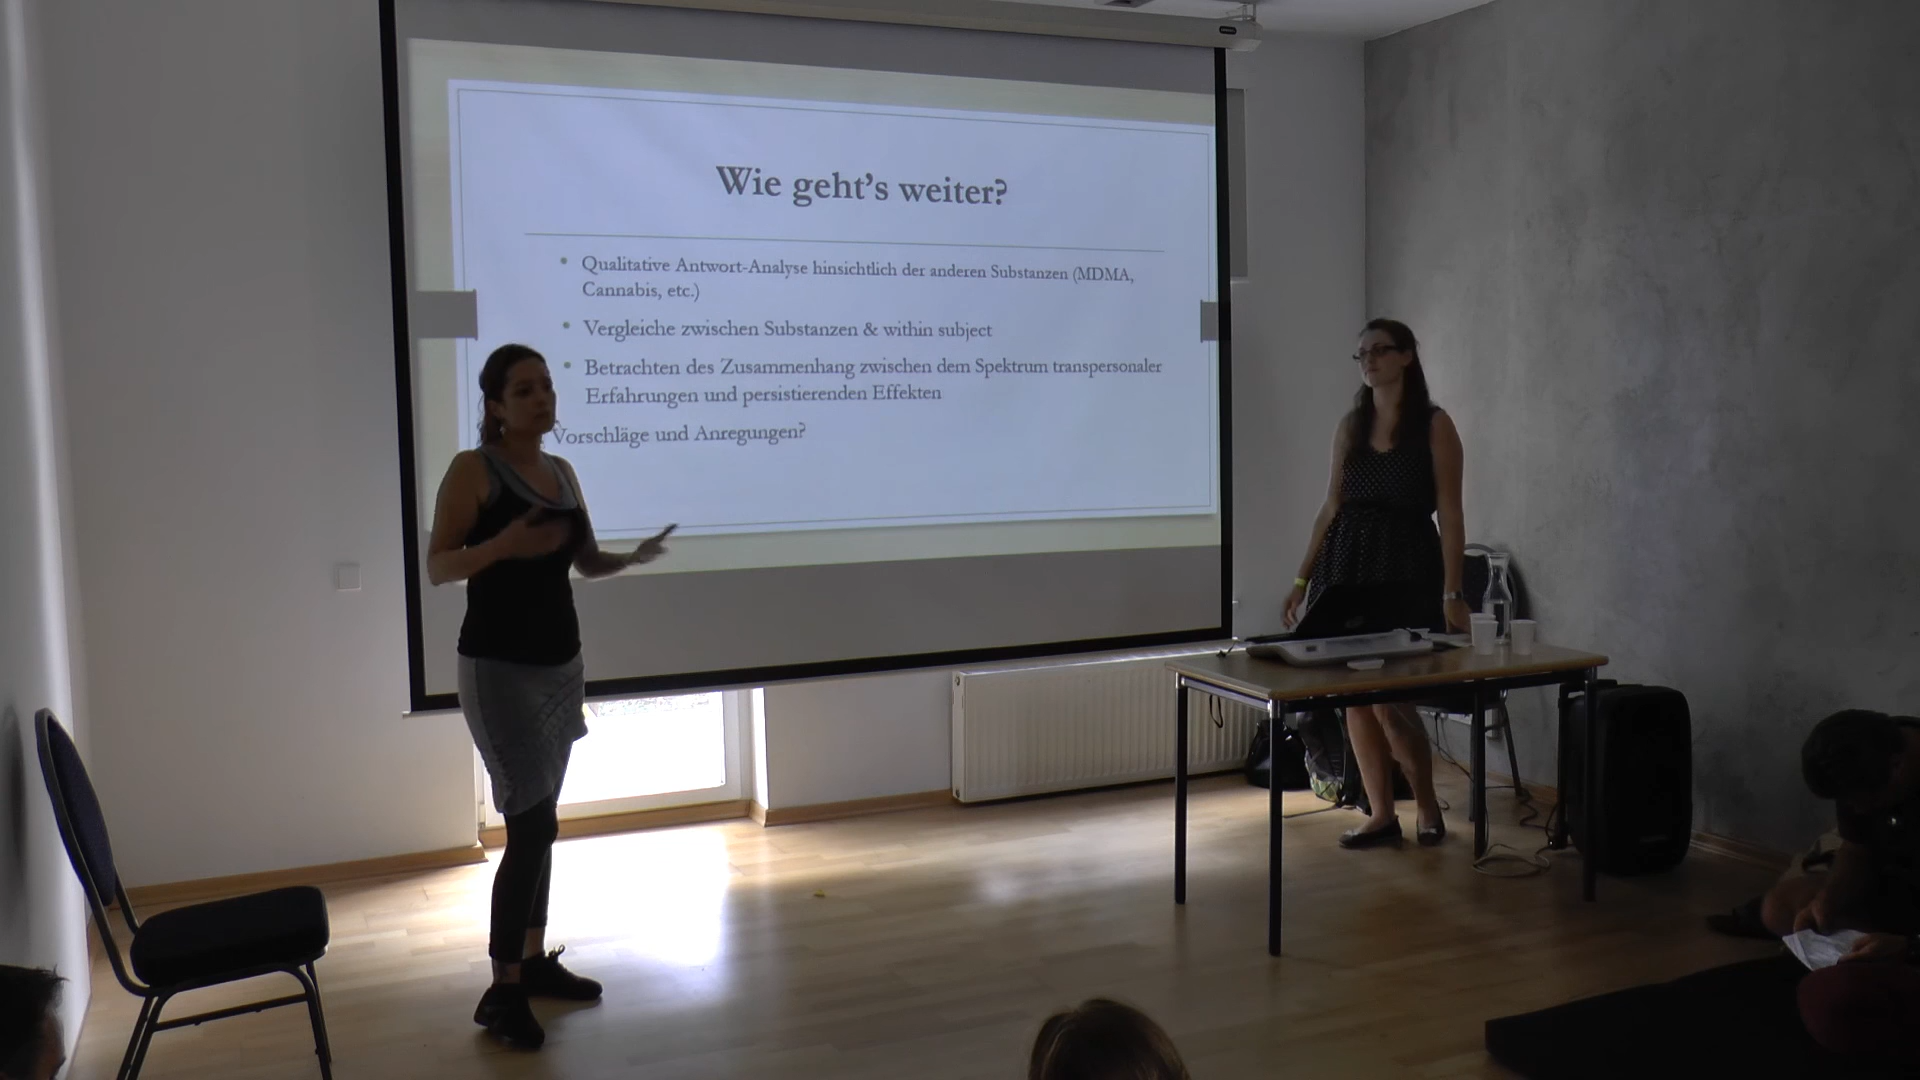 Wie geht's weiter?
Qualitative Antwort-Analyse hinsichtlich der anderen Substanzen (MDMA,
Cannabis, etc.)
Vergleiche zwischen Substanzen & within subject
Betrachten des Zusammenhang zwischen dem Spektrum transpersonaler
Erfahrungen und persistierenden Effekten
Vorschläge und Anregungen?